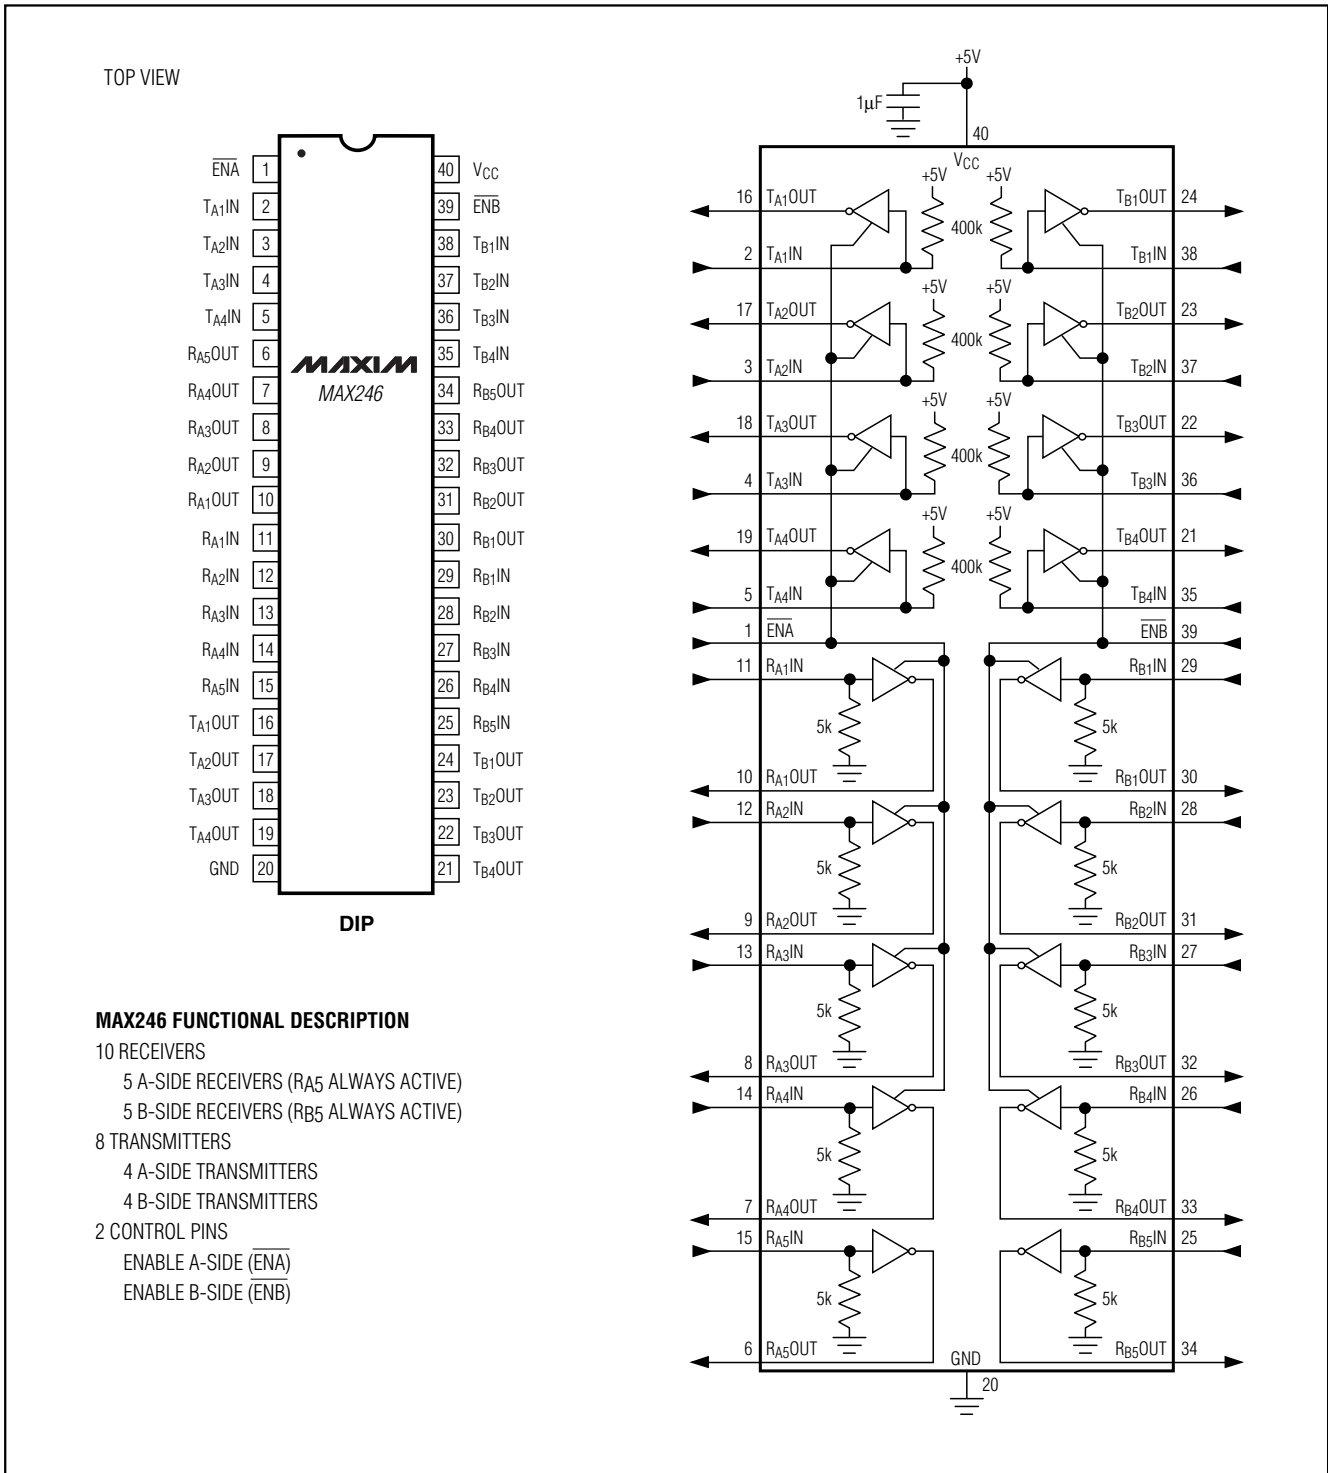 TOP VIEW
ENA 1
TA1IN 2
TA2IN 3
TA3IN 4
TA4IN 5
RA5OUT 6
RA4OUT 7
RA3OUT 8
RA2OUT 9
RA1OUT 10
RA1IN 11
RA2IN 12
RA3IN 13
RA4IN 14
RA5IN 15
TA1OUT 16
TA2OUT 17
TA3OUT 18
TA4OUT 19
GND 20
MAXIM
MAX246
40 VCC
39 ENB
38 TB1IN
37 TB2IN
36 TB3IN
35 TB4IN
34 RB5OUT
33 RB4OUT
32 RB3OUT
31 RB2OUT
30 RB1OUT
29 RB1IN
28 RB2IN
27 RB3IN
26 RB4IN
25 RB5IN
24 TB1OUT
23 TB2OUT
22 TB3OUT
21 TB4OUT
DIP
MAX246 FUNCTIONAL DESCRIPTION
10 RECEIVERS
5 A-SIDE RECEIVERS (RA5 ALWAYS ACTIVE)
5 B-SIDE RECEIVERS (RB5 ALWAYS ACTIVE)
8 TRANSMITTERS
4 A-SIDE TRANSMITTERS
4 B-SIDE TRANSMITTERS
2 CONTROL PINS
ENABLE A-SIDE (ENA)
ENABLE B-SIDE (ENB)
+5V
1µF
40
VCC
+5V +5V
16 TA1OUT TB1OUT 24
400k
2 TA1IN TB1IN 38
+5V +5V
17 TA2OUT TB2OUT 23
400k
3 TA2IN TB2IN 37
+5V +5V
18 TA3OUT TB3OUT 22
400k
4 TA3IN TB3IN 36
+5V +5V
19 TA4OUT TB4OUT 21
400k
5 TA4IN TB4IN 35
1 ENA ENB 39
11 RA1IN RB1IN 29
5k 5k
10 RA1OUT RB1OUT 30
12 RA2IN RB2IN 28
5k 5k
9 RA2OUT RB2OUT 31
13 RA3IN RB3IN 27
5k 5k
8 RA3OUT RB3OUT 32
14 RA4IN RB4IN 26
5k 5k
7 RA4OUT RB4OUT 33
15 RA5IN RB5IN 25
5k 5k
6 RA5OUT RB5OUT 34
GND
20